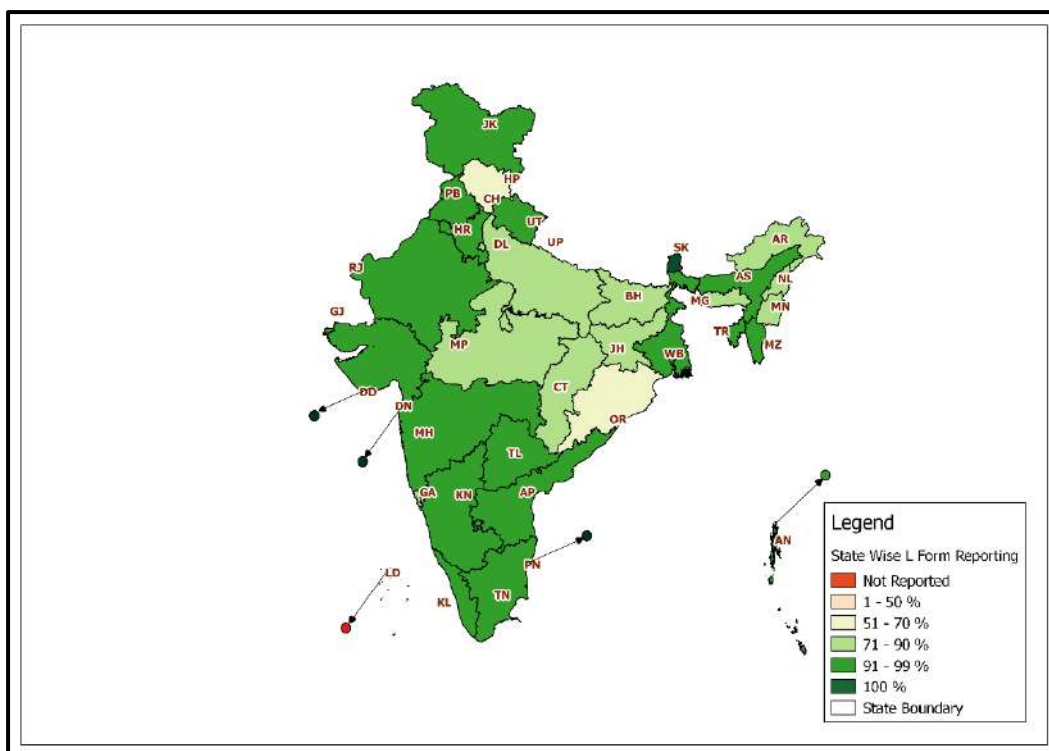 JK
HP
PB
CH
HR
UT
DL
UP
SK
AR
RJ
AS
NL
BH
MG
MN
GJ
TR
MP
JH
WB
MZ
DD
CT
DN
OR
MH
TL
GA
KN
AP
AN
PN
LD
KL
TN
Legend
State Wise L Form Reporting
Not Reported
1 - 50 %
51 - 70 %
71 - 90 %
91 - 99 %
100 %
State Boundary